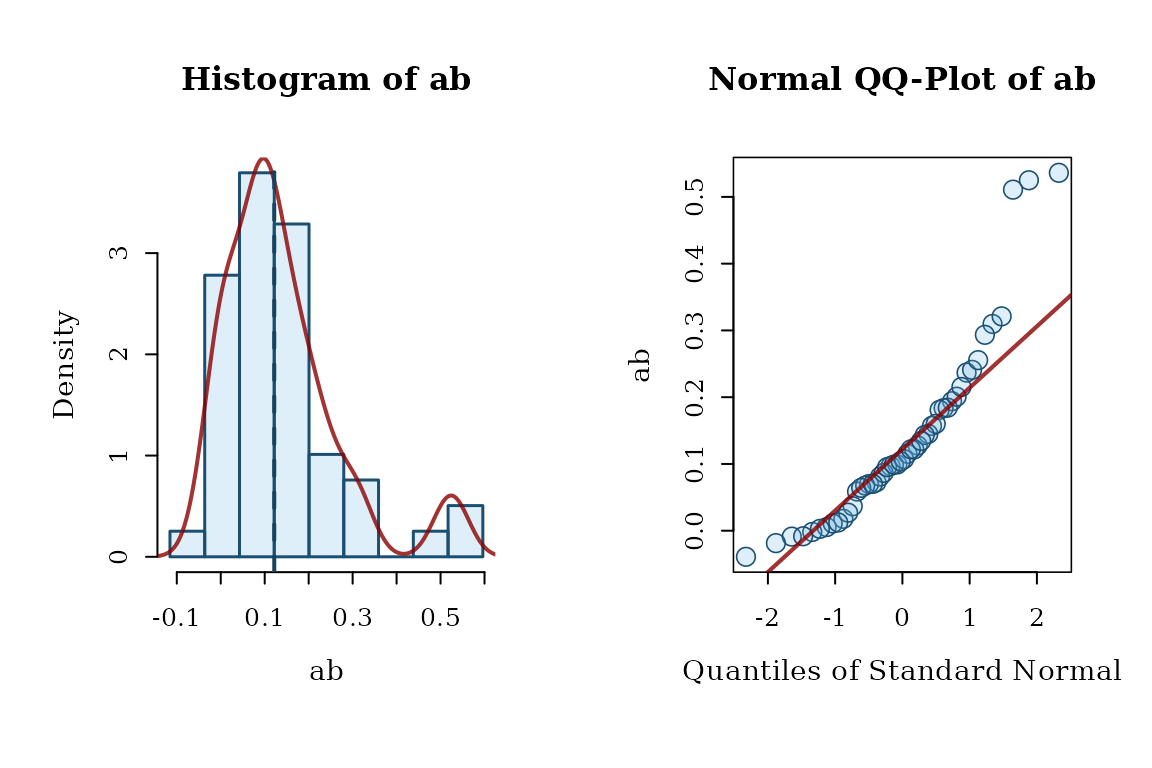 Histogram of ab
Density
0 1 2 3
-0.1 0.1 0.3 0.5
ab
Normal QQ-Plot of ab
ab
0.0 0.1 0.2 0.3 0.4 0.5
-2 -1 0 1 2
Quantiles of Standard Normal